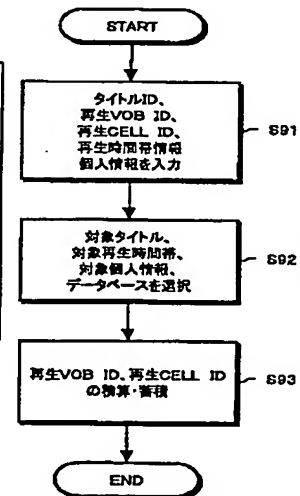 START
タイトルID、
再生VOB ID、
再生CELL ID、
再生時間帯情報
個人情報を入力
S91
対象タイトル、
対象再生時間帯、
対象個人情報、
データベースを選択
S92
再生VOB ID、再生CELL ID
の積算・蓄積
S93
END